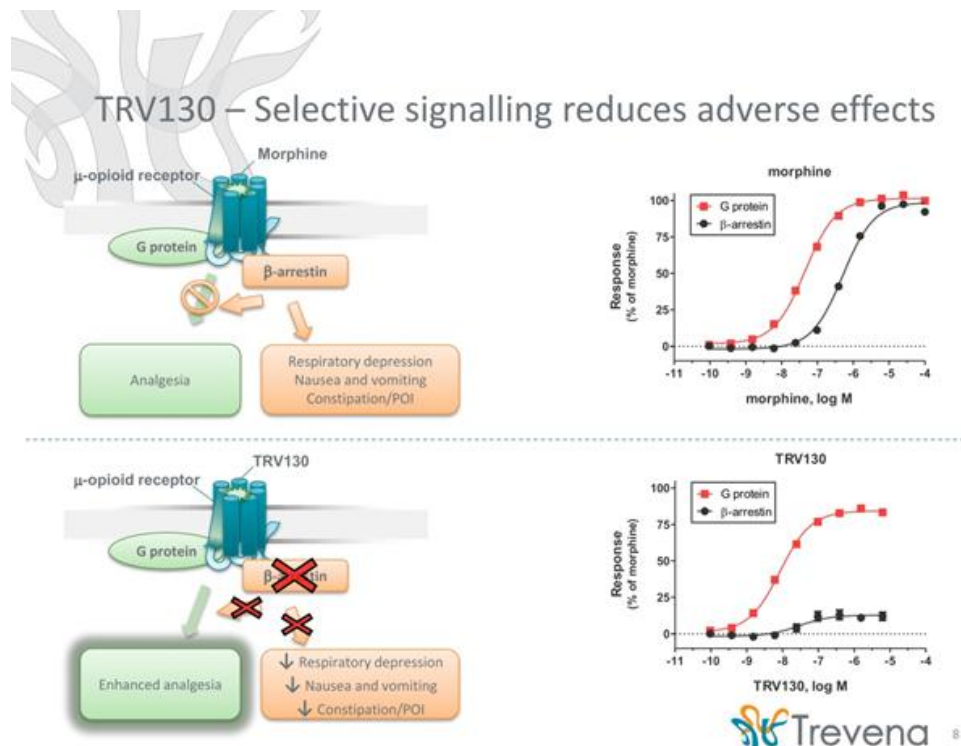 TRV130 – Selective signalling reduces adverse effects
Morphine
μ-opioid receptor
G protein
β-arrestin
Analgesia
Respiratory depression
Nausea and vomiting
Constipation/POI
morphine
Response
(% of morphine)
100
75
50
25
0
G protein
β-arrestin
-11 -10 -9 -8 -7 -6 -5 -4
morphine, log M
TRV130
μ-opioid receptor
G protein
Enhanced analgesia
↓ Respiratory depression
↓ Nausea and vomiting
↓ Constipation/POI
TRV130
Response
(% of morphine)
100
75
50
25
0
G protein
β-arrestin
-11 -10 -9 -8 -7 -6 -5 -4
TRV130, log M
Trevena
8